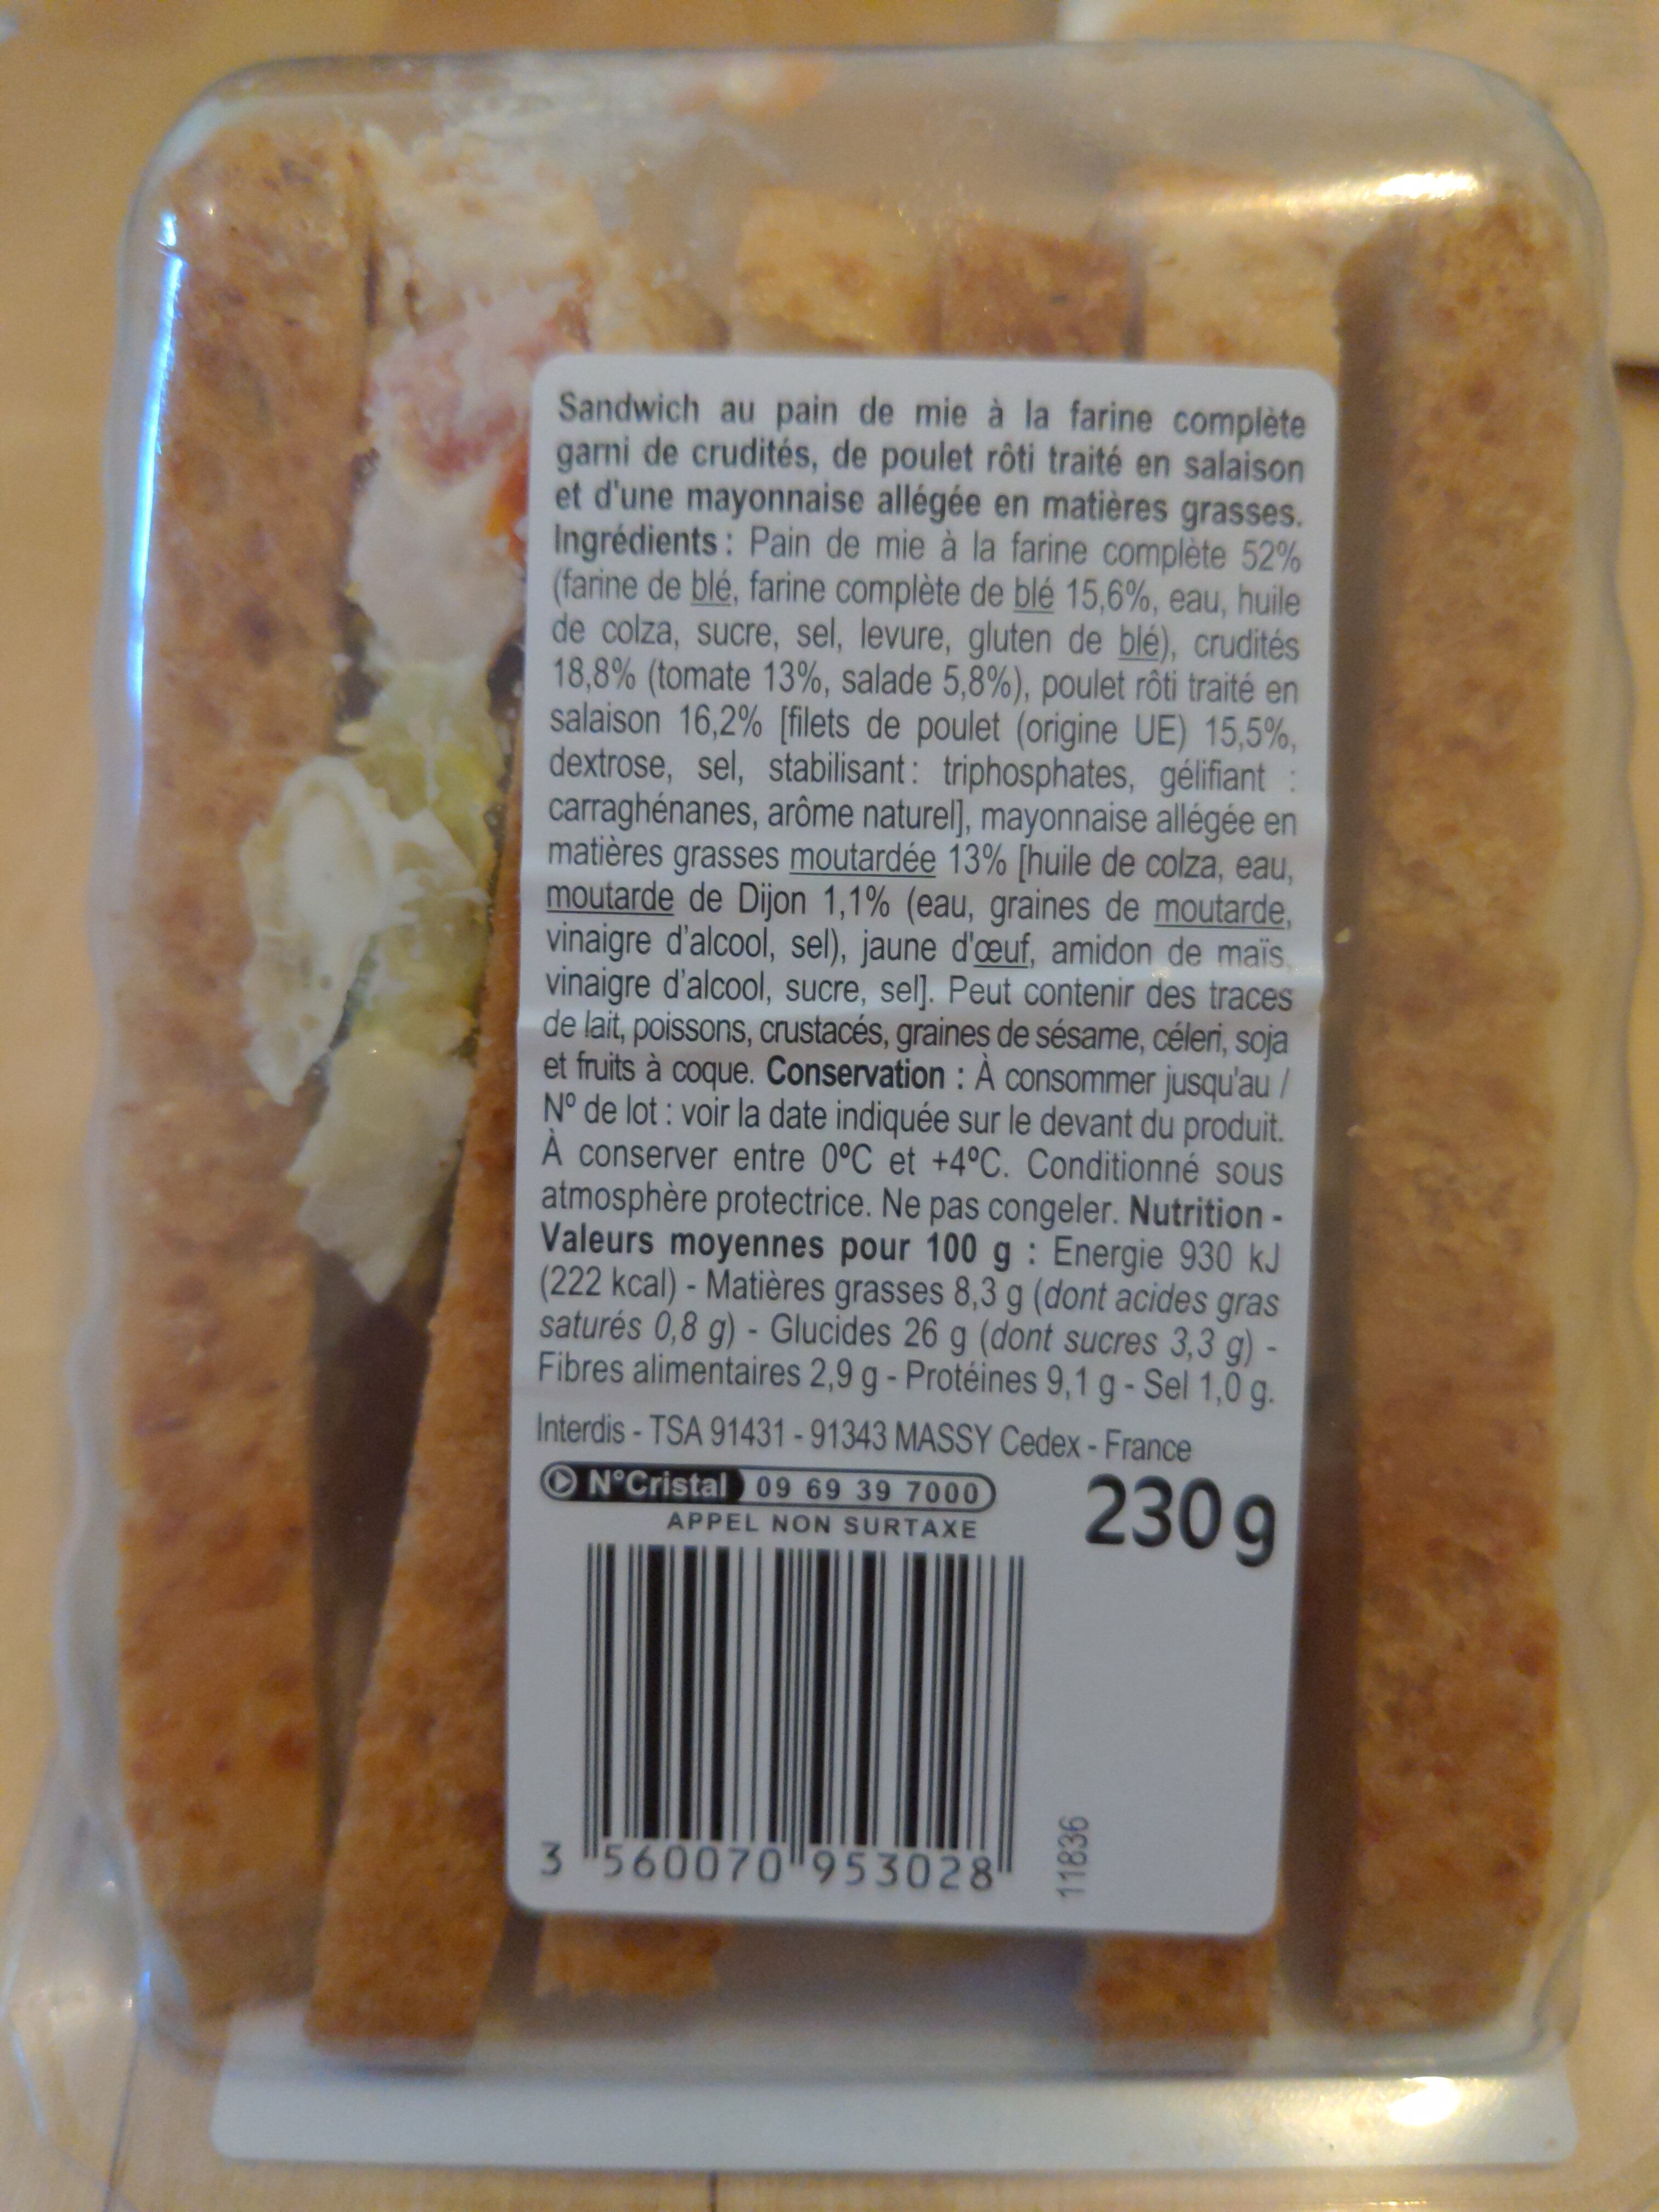 Sandwich au pain de mie à la farine complète
garni de crudités, de poulet rôti traité en salaison
et d'une mayonnaise allégée en matières grasses.
Ingrédients : Pain de mie à la farine complète 52%
(farine de blé, farine complète de blé 15,6%, eau, huile
de colza, sucre, sel, levure, gluten de blé), crudités
18,8% (tomate 13%, salade 5,8%), poulet rôti traité en
salaison 16,2% [filets de poulet (origine UE) 15,5%,
dextrose, sel, stabilisant : triphosphates, gélifiant :
carraghénanes, arôme naturel], mayonnaise allégée en
matières grasses moutardée 13% [huile de colza, eau,
moutarde de Dijon 1,1% (eau, graines de moutarde,
vinaigre d'alcool, sel), jaune d'œuf, amidon de maïs,
vinaigre d'alcool, sucre, sel]. Peut contenir des traces
de lait, poissons, crustacés, graines de sésame, céleri, soja
et fruits à coque. Conservation : À consommer jusqu'au /
N° de lot : voir la date indiquée sur le devant du produit.
À conserver entre 0°C et +4°C. Conditionné sous
atmosphère protectrice. Ne pas congeler. Nutrition -
Valeurs moyennes pour 100 g : Energie 930 kJ
(222 kcal) - Matières grasses 8,3 g (dont acides gras
saturés 0,8 g) - Glucides 26 g (dont sucres 3,3 g) -
Fibres alimentaires 2,9 g - Protéines 9,1 g - Sel 1,0 g.
Interdis - TSA 91431 - 91343 MASSY Cedex - France
N°Cristal 09 69 39 7000
APPEL NON SURTAXE
230 g
3 560070 953028
11836